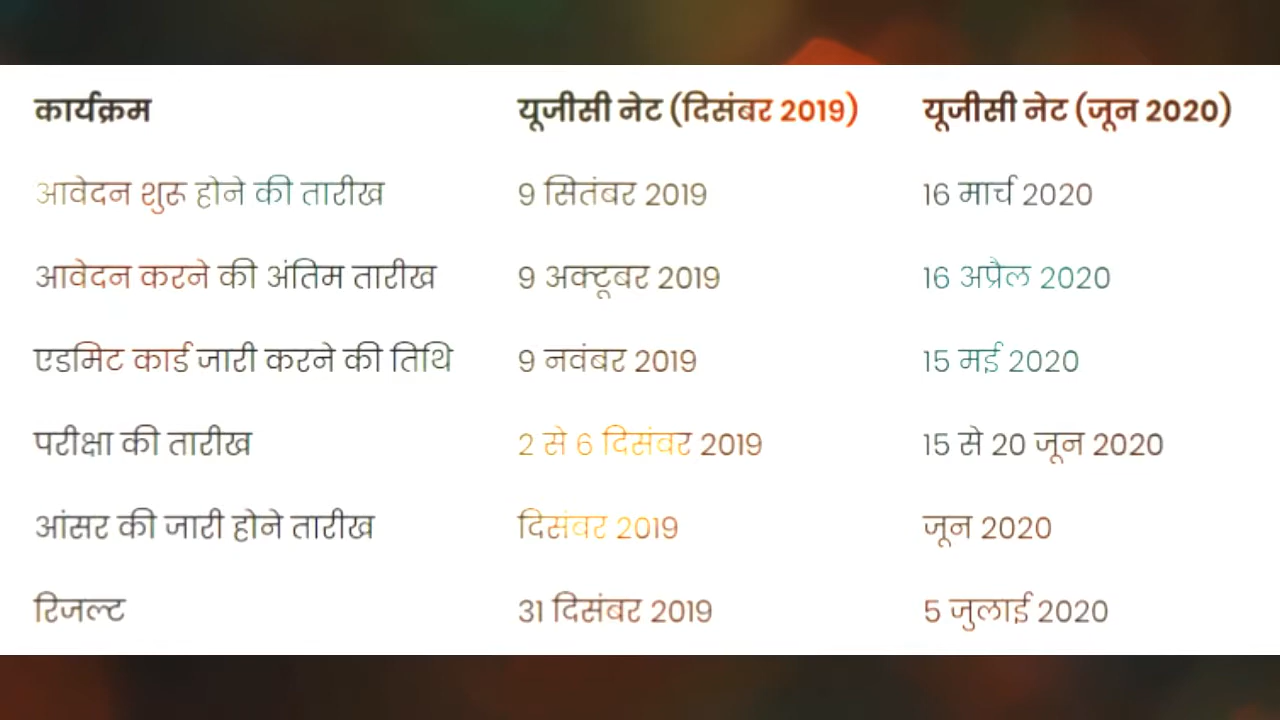 कार्यक्रम यूजीसी नेट (दिसंबर 2019) यूजीसी नेट (जून 2020)
आवेदन शुरू होने की तारीख 9 सितंबर 2019 16 मार्च 2020
आवेदन करने की अंतिम तारीख 9 अक्टूबर 2019 16 अप्रैल 2020
एडमिट कार्ड जारी करने की तिथि 9 नवंबर 2019 15 मई 2020
परीक्षा की तारीख 2 से 6 दिसंबर 2019 15 से 20 जून 2020
आंसर की जारी होने तारीख दिसंबर 2019 जून 2020
रिजल्ट 31 दिसंबर 2019 5 जुलाई 2020